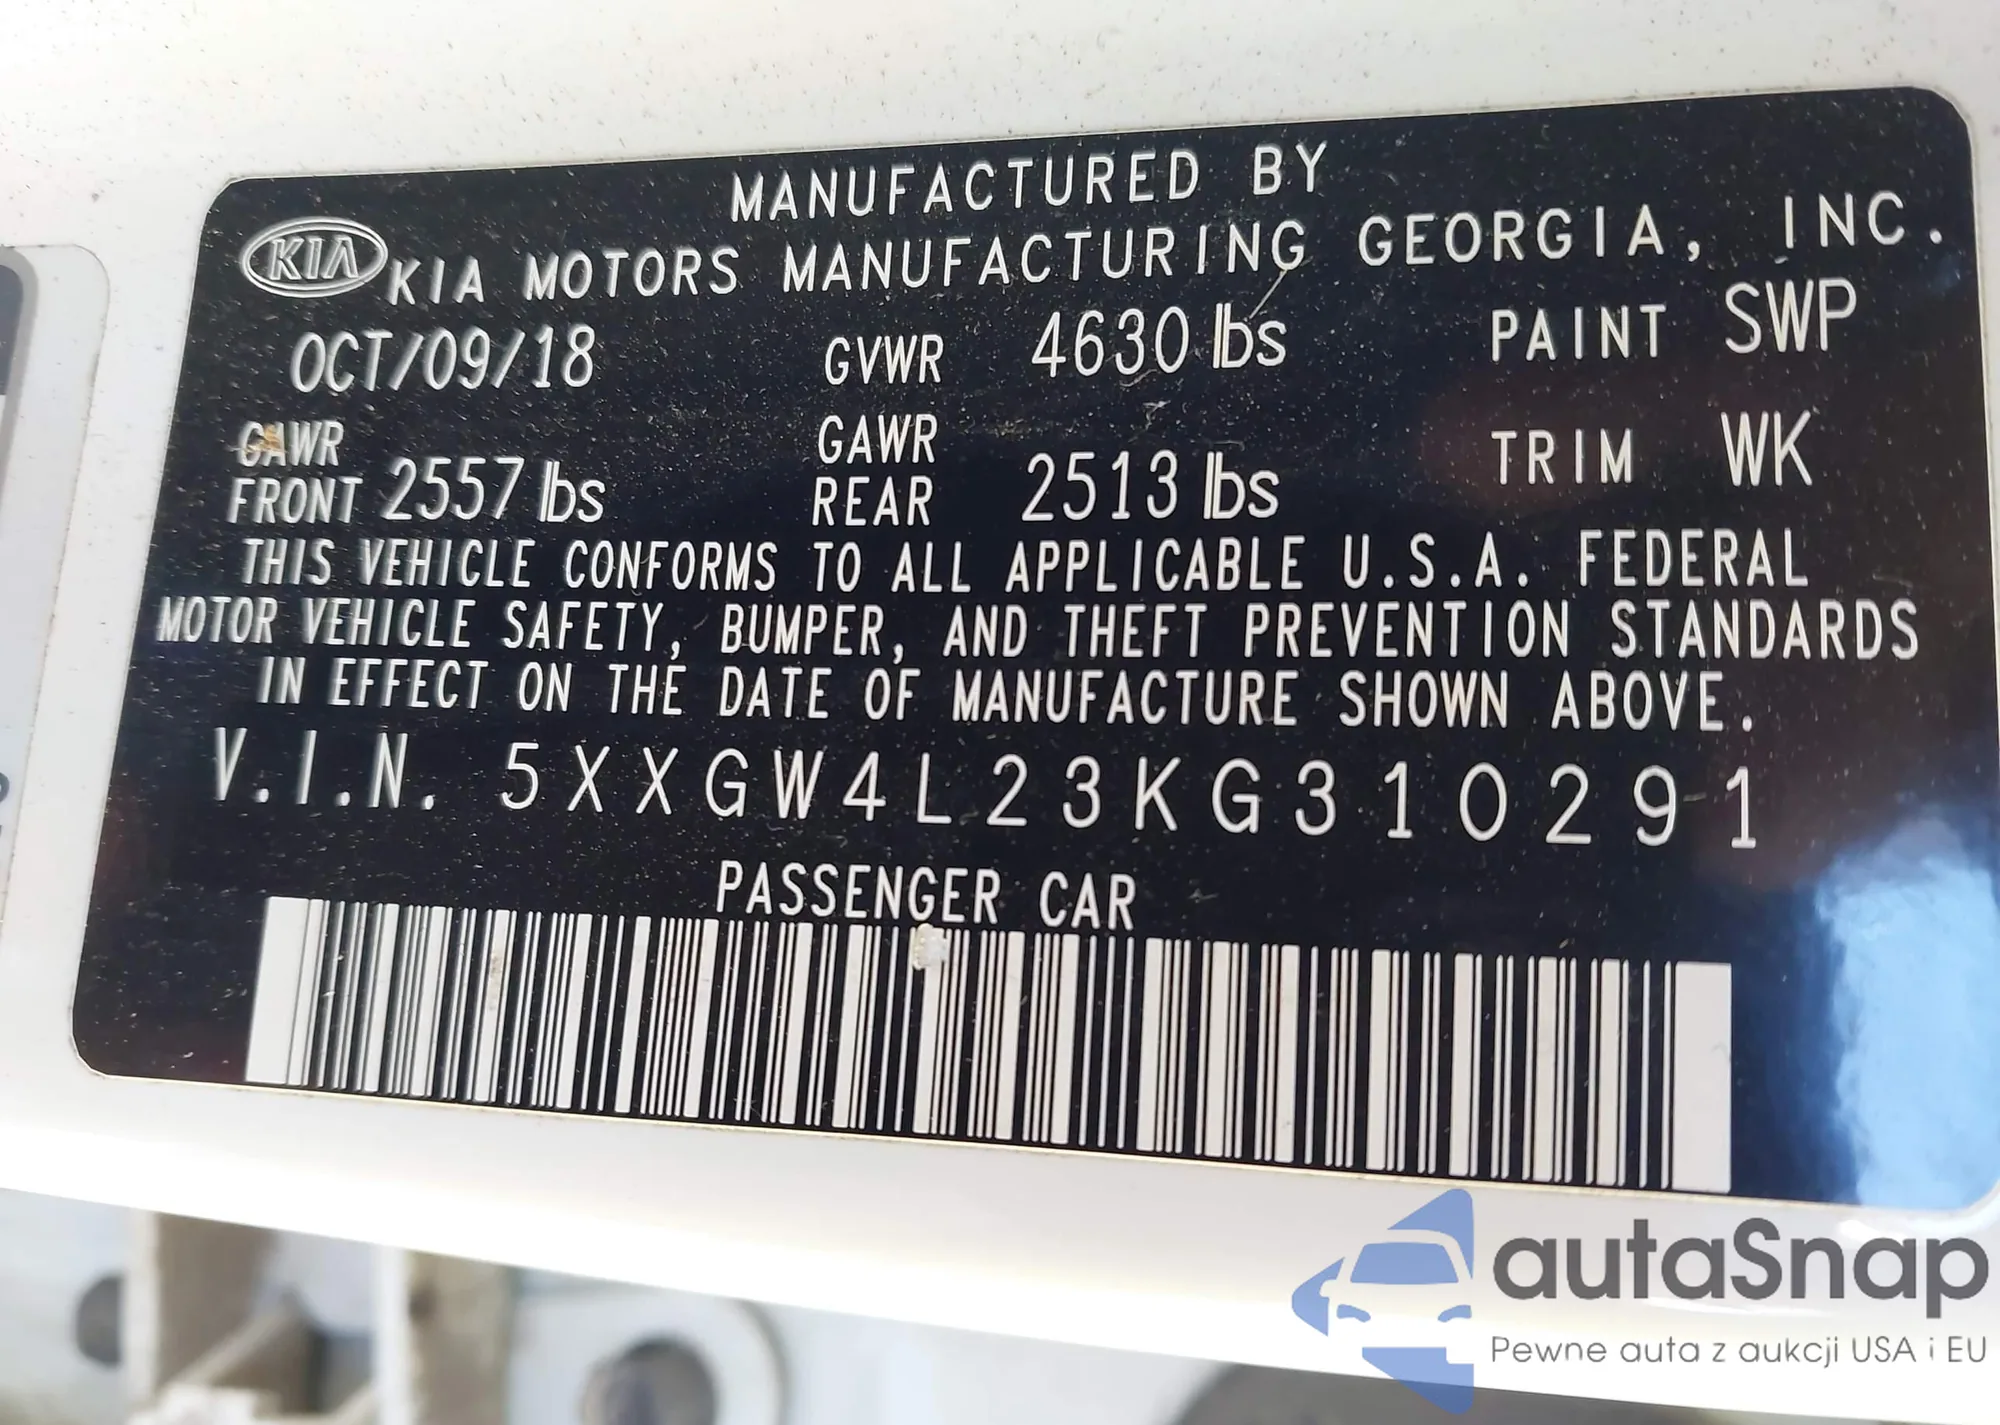 MANUFACTURED BY
KIA KIA MOTORS MANUFACTURING GEORGIA, INC.
OCT/09/18 GVWR 4630 lbs PAINT SWP
GAWR FRONT 2557 lbs GAWR REAR 2513 lbs TRIM WK
THIS VEHICLE CONFORMS TO ALL APPLICABLE U.S.A. FEDERAL
MOTOR VEHICLE SAFETY, BUMPER, AND THEFT PREVENTION STANDARDS
IN EFFECT ON THE DATE OF MANUFACTURE SHOWN ABOVE.
V.I.N. 5XXGW4L23KG310291
PASSENGER CAR
autaSnap
Pewne auta z aukcji USA i EU